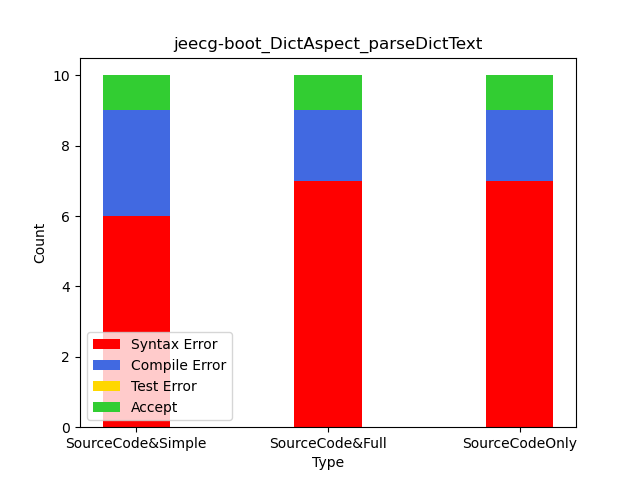 jeecg-boot_DictAspect_parseDictText
10
8
6
4
2
0
Count
Syntax Error
Compile Error
Test Error
Accept
SourceCode&Simple
SourceCode&Full
SourceCodeOnly
Type